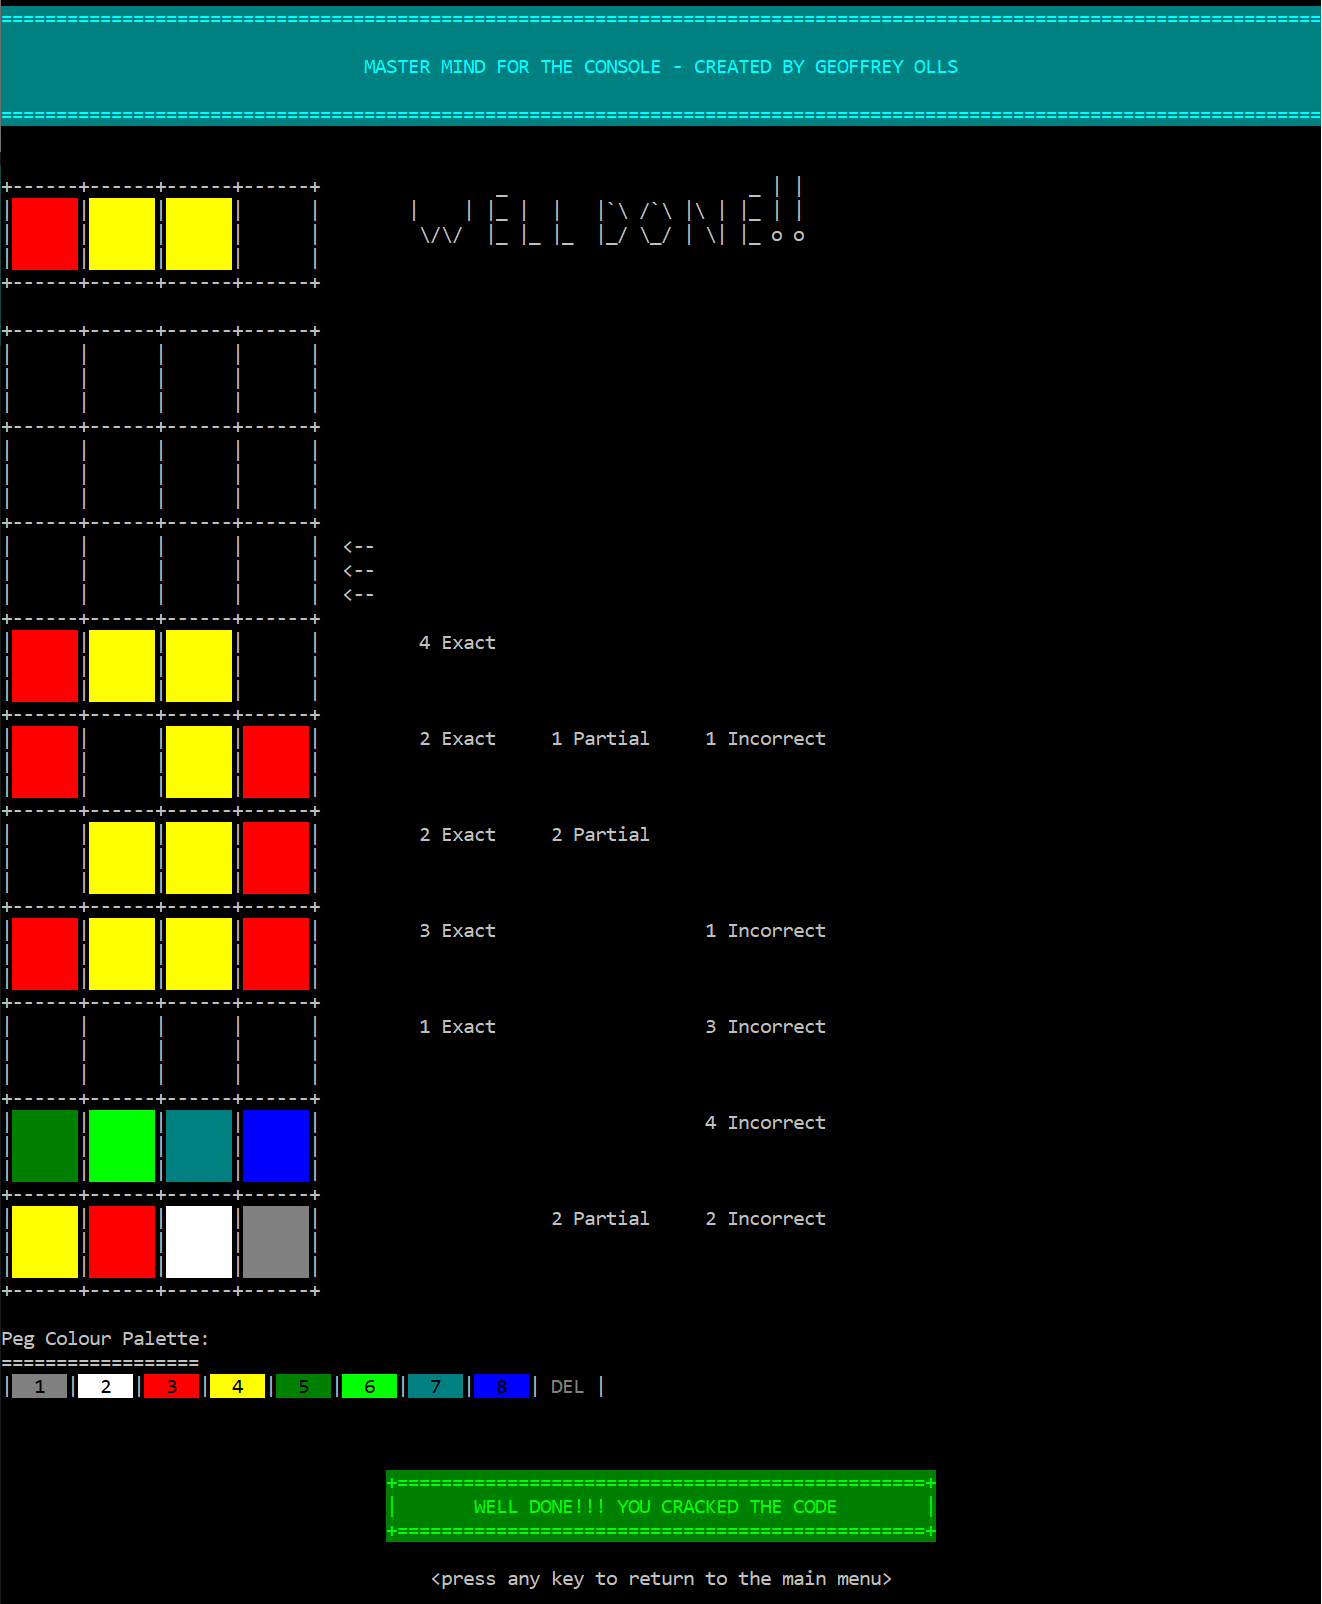 MASTER MIND FOR THE CONSOLE - CREATED BY GEOFFREY OLLS
WELL DONE!!
<--
<--
<--
4 Exact
2 Exact 1 Partial 1 Incorrect
2 Exact 2 Partial
3 Exact 1 Incorrect
1 Exact 3 Incorrect
4 Incorrect
2 Partial 2 Incorrect
Peg Colour Palette:
==================
| 1 | 2 | 3 | 4 | 5 | 6 | 7 | 8 | DEL |
WELL DONE!!! YOU CRACKED THE CODE
<press any key to return to the main menu>